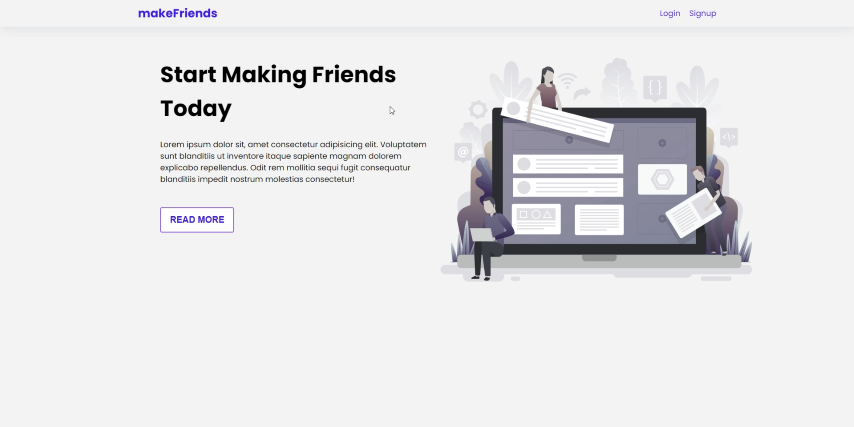 makeFriends
Login Signup
Start Making Friends
Today
Lorem ipsum dolor sit, amet consectetur adipisicing elit. Voluptatem
sunt blanditiis ut inventore itaque sapiente magnam dolorem
explicabo repellendus. Odit rem mollitia sequi fugit consequatur
blanditiis impedit nostrum molestias consectetur!
READ MORE
{ }
</>
@